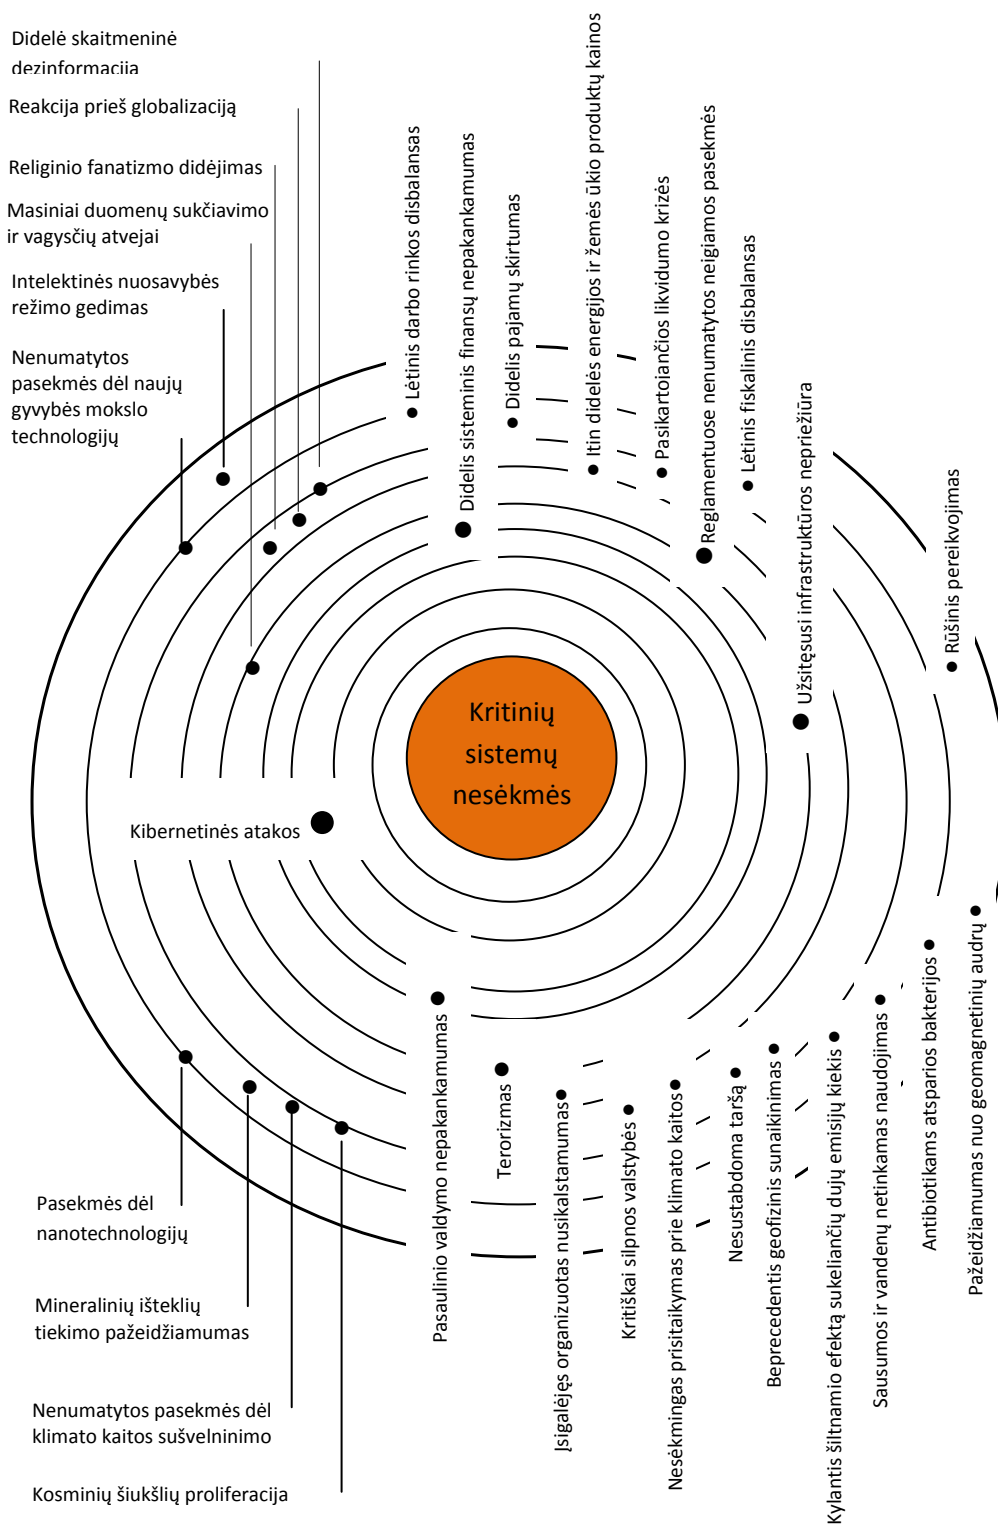 Didelė skaitmeninė
dezinformacija
Reakcija prieš globalizaciją
Religinio fanatizmo didėjimas
Masiniai duomenų sukčiavimo
ir vagysčių atvejai
Intelektinės nuosavybės
režimo gedimas
Nenumatytos
pasekmės dėl naujų
gyvybės mokslo
technologijų
Lėtinis darbo rinkos disbalansas
Didelis sisteminis finansų nepakankamumas
Didelis pajamų skirtumas
Itin didelės energijos ir žemės ūkio produktų kainos
Pasikartojančios likvidumo krizės
Reglamentuose nenumatytos neigiamos pasekmės
Lėtinis fiskalinis disbalansas
Užsitęsusi infrastruktūros nepriežiūra
Rūšinis pereikvojimas
Kritinių
sistemų
nesėkmės
Kibernetinės atakos
Pasaulinio valdymo nepakankamumas
Terorizmas
Įsigalėjęs organizuotas nusikalstamumas
Kritiškai silpnos valstybės
Nesėkmingas prisitaikymas prie klimato kaitos
Nesustabdoma taršą
Beprecedentis geofizinis sunaikinimas
Kylantis šiltnamio efektą sukeliančių dujų emisijų kiekis
Sausumos ir vandenų netinkamas naudojimas
Antibiotikams atsparios bakterijos
Pažeidžiamumas nuo geomagnetinių audrų
Pasekmės dėl
nanotechnologijų
Mineralinių išteklių
tiekimo pažeidžiamumas
Nenumatytos pasekmės dėl
klimato kaitos sušvelninimo
Kosminių šiukšlių proliferacija